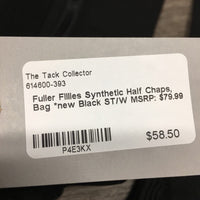 The Tack Collector
614600-393
Fuller Fillies Synthetic Half Chaps,
Bag *new Black ST/W MSRP: $79.99
P4E3KX
$58.50